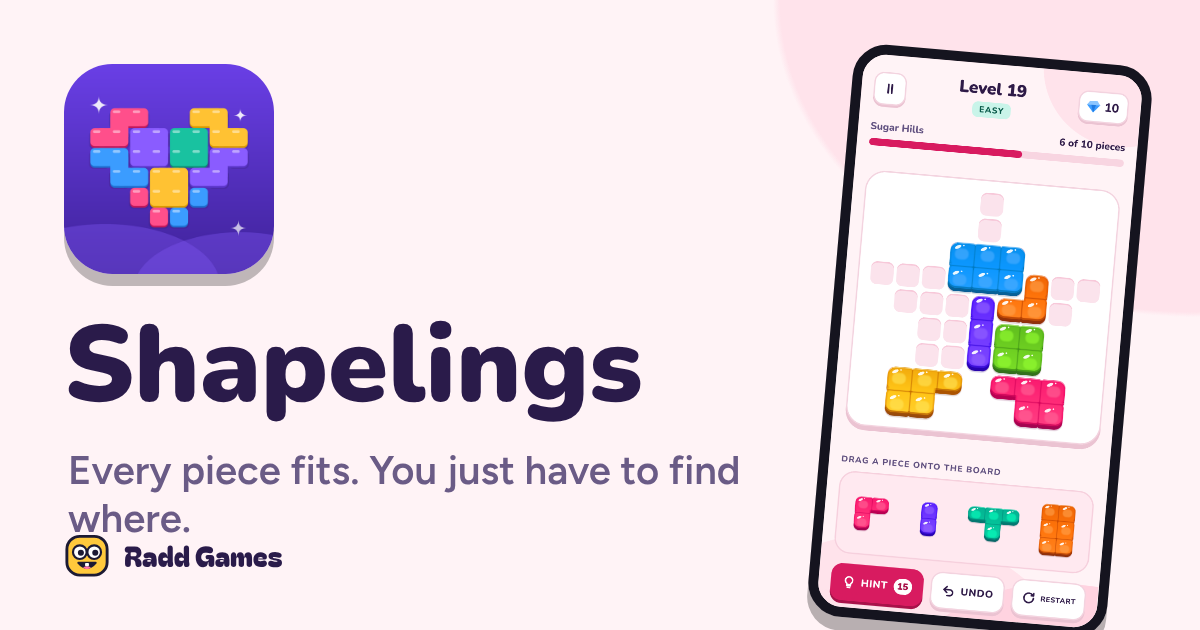 Shapelings
Every piece fits. You just have to find
where.
Radd Games
Level 19
EASY
10
Sugar Hills
6 of 10 pieces
DRAG A PIECE ONTO THE BOARD
HINT 15
UNDO
RESTART